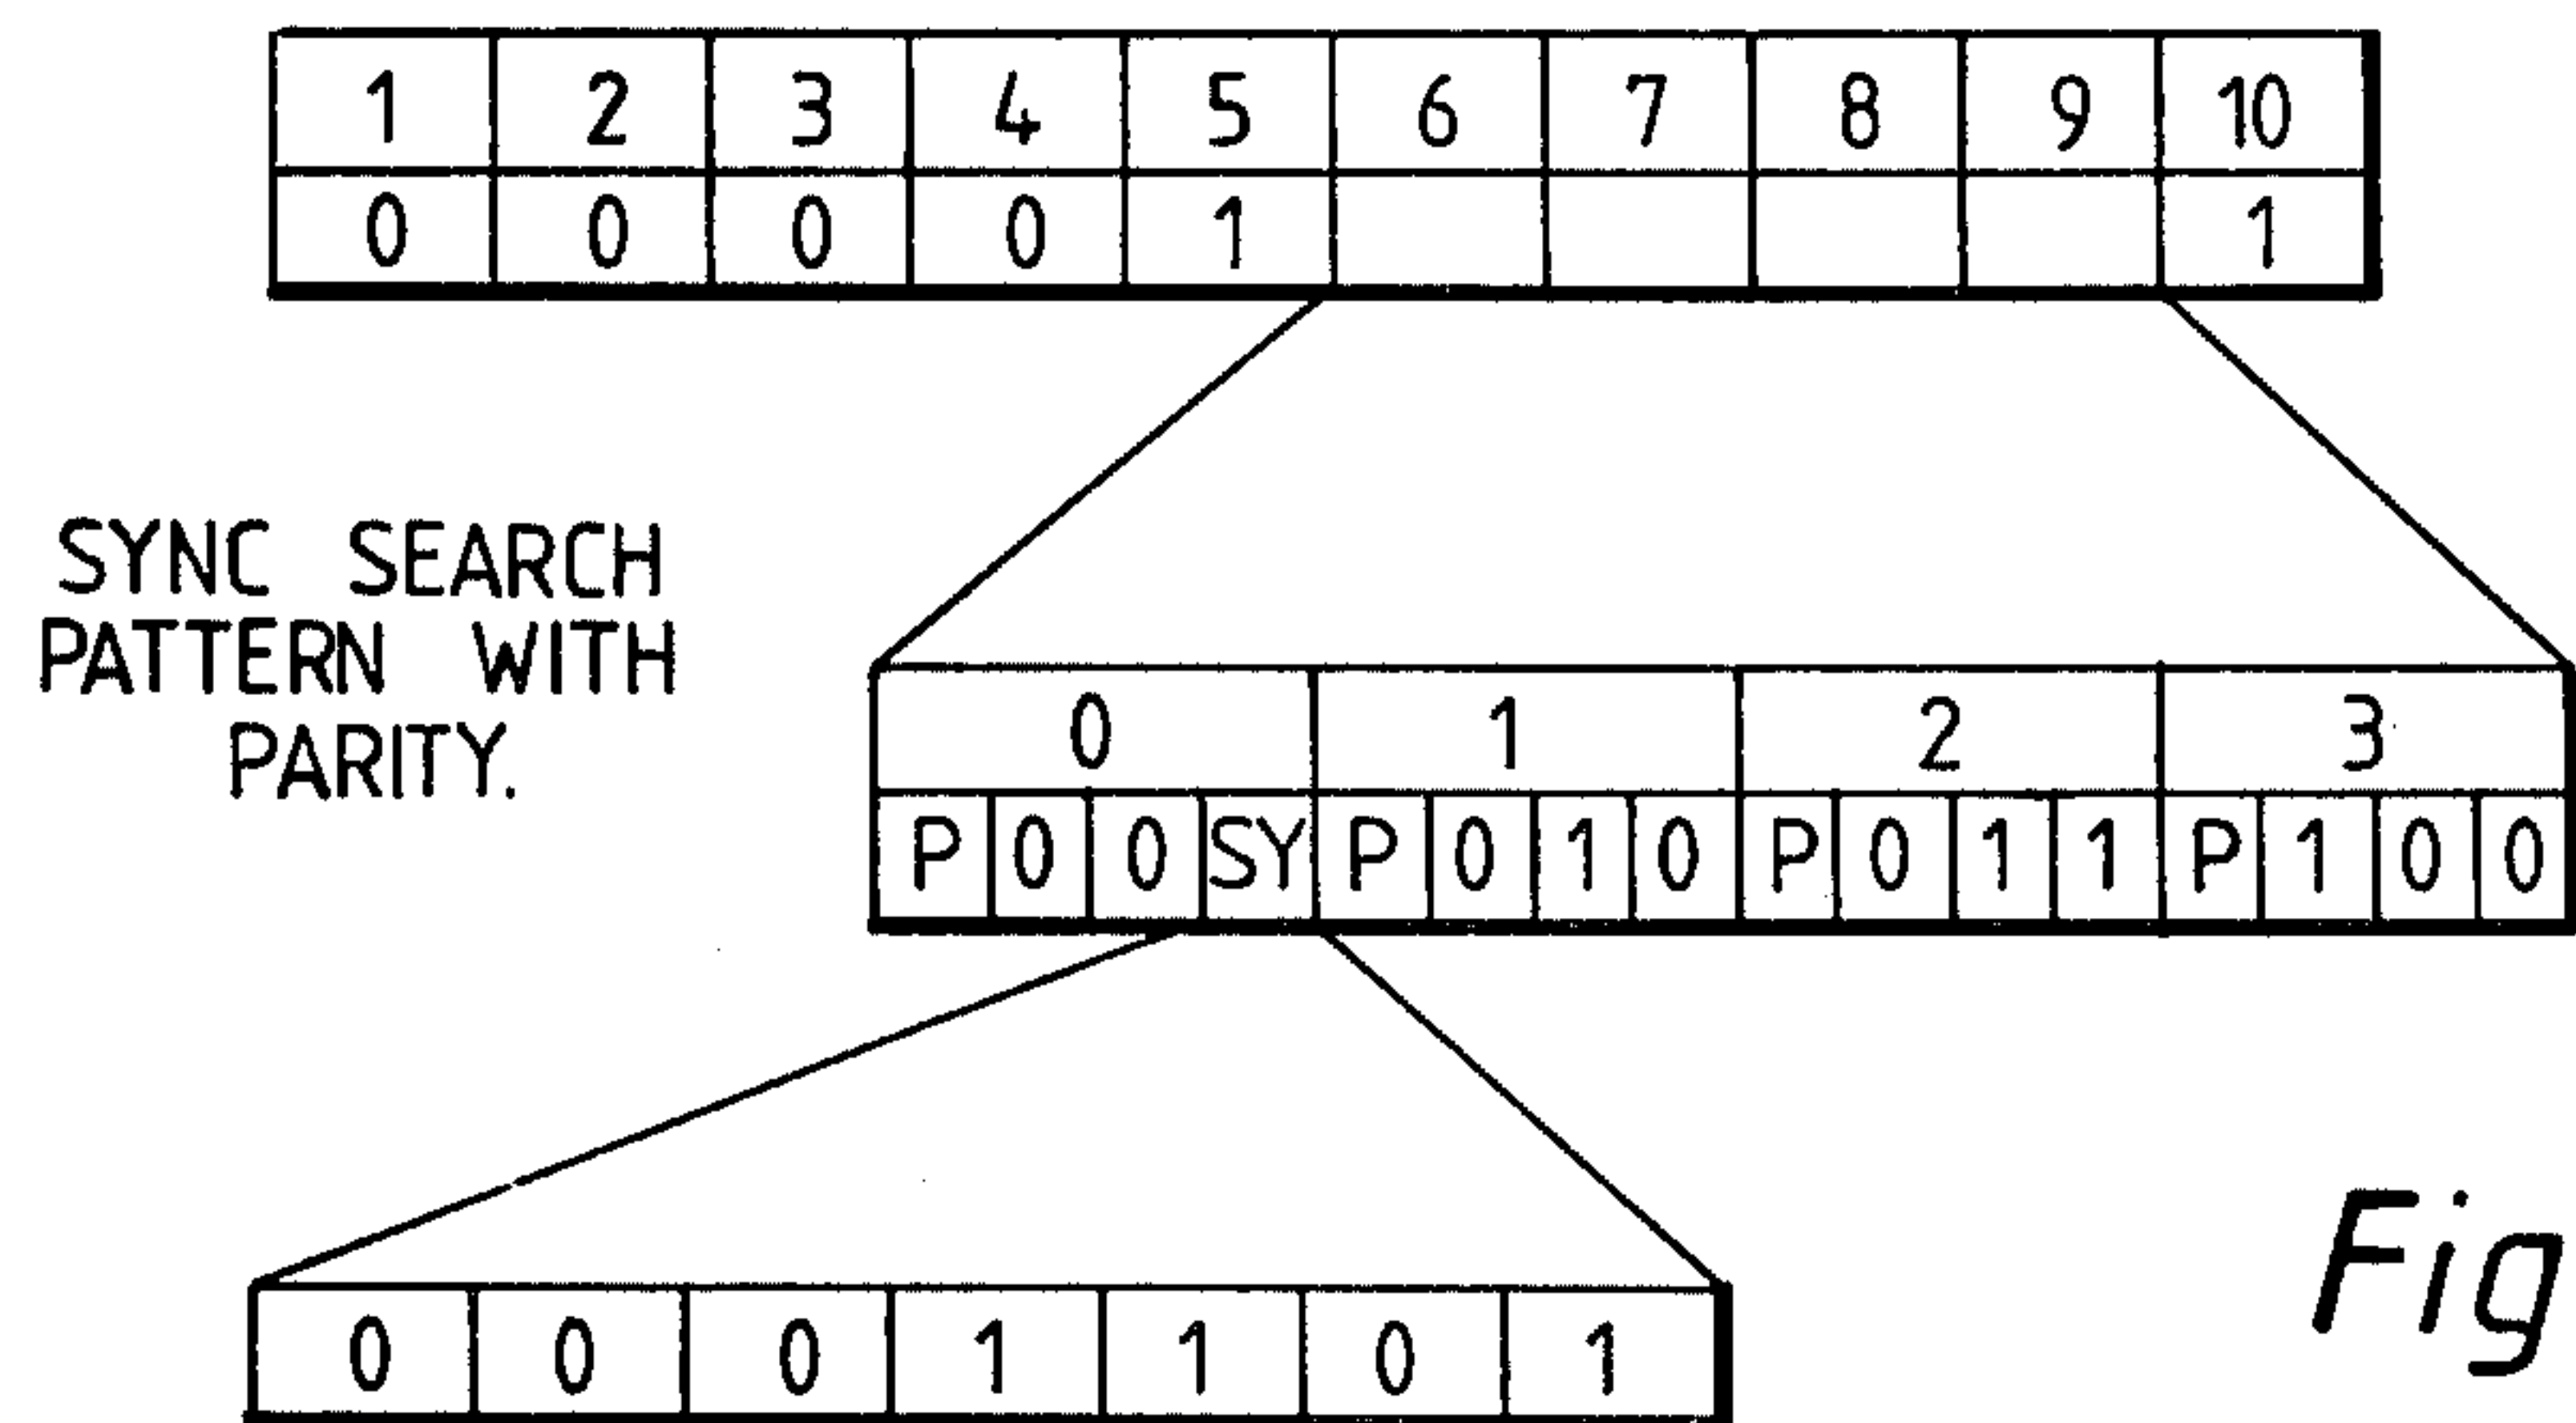 1 2 3 4 5 6 7 8 9 10
0 0 0 0 1 1
SYNC SEARCH
PATTERN WITH
PARITY.
0 1 2 3
P 0 0 SY P 0 1 0 P 0 1 1 P 1 0 0
0 0 0 1 1 0 1
Fig